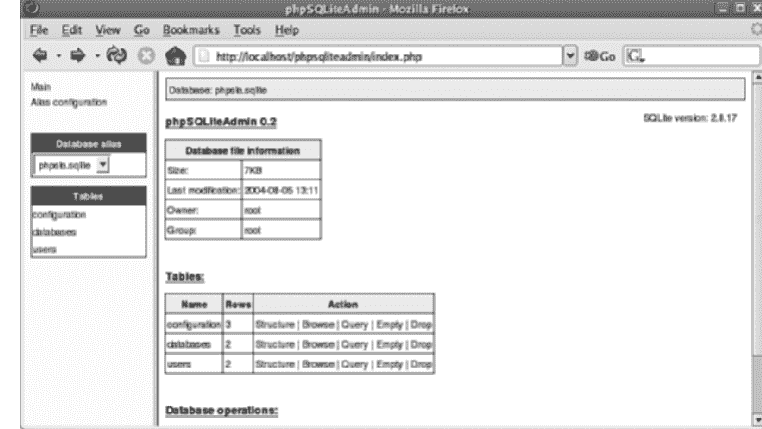 phpSQLiteAdmin - Mozilla Firefox
File Edit View Go Bookmarks Tools Help
http://localhost/phpsqliteadmin/index.php Go G
Main
Alias configuration
Database alias
phpsla.sqlite
Tables
configuration
databases
users
Database: phpsla.sqlite
phpSQLiteAdmin 0.2
SQLite version: 2.8.17
Database file information
Size: 7KB
Last modification: 2004-08-05 13:11
Owner: root
Group: root
Tables:
Name Rows Action
configuration 3 Structure | Browse | Query | Empty | Drop
databases 2 Structure | Browse | Query | Empty | Drop
users 2 Structure | Browse | Query | Empty | Drop
Database operations: